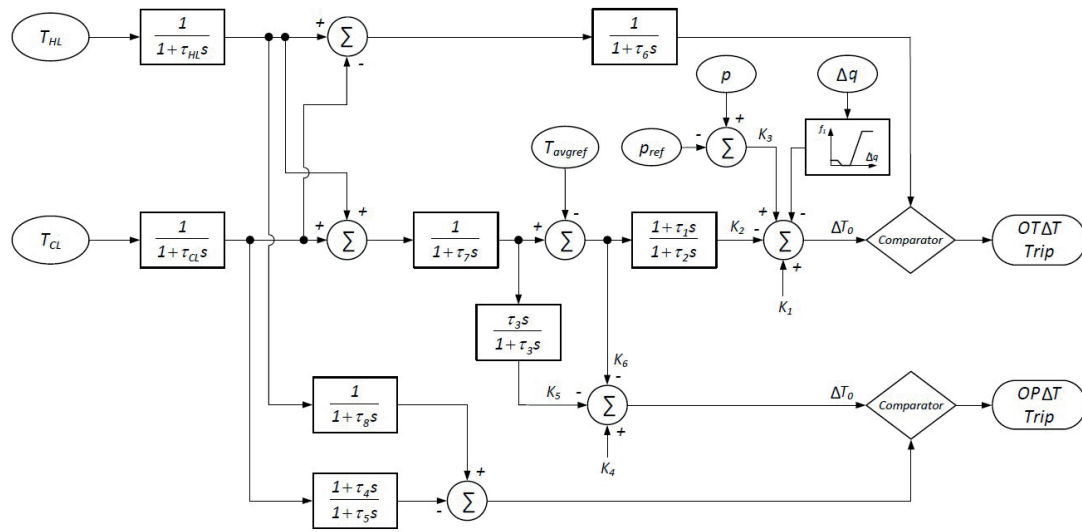 T_HL
1
1+τ_HL s
+
Σ
-
1
1+τ_6 s
p
Δq
+
-
p_ref
Σ
K_3
f_1
Δq
T_avgref
T_CL
1
1+τ_CL s
+
+
Σ
1
1+τ_7 s
+
-
Σ
1+τ_1 s
1+τ_2 s
K_2
-
+
-
Σ
+
K_1
ΔT_0
Comparator
OTΔT
Trip
τ_3 s
1+τ_3 s
K_5
K_6
-
-
Σ
+
K_4
ΔT_0
Comparator
OPΔT
Trip
1
1+τ_8 s
+
1+τ_4 s
1+τ_5 s
-
Σ